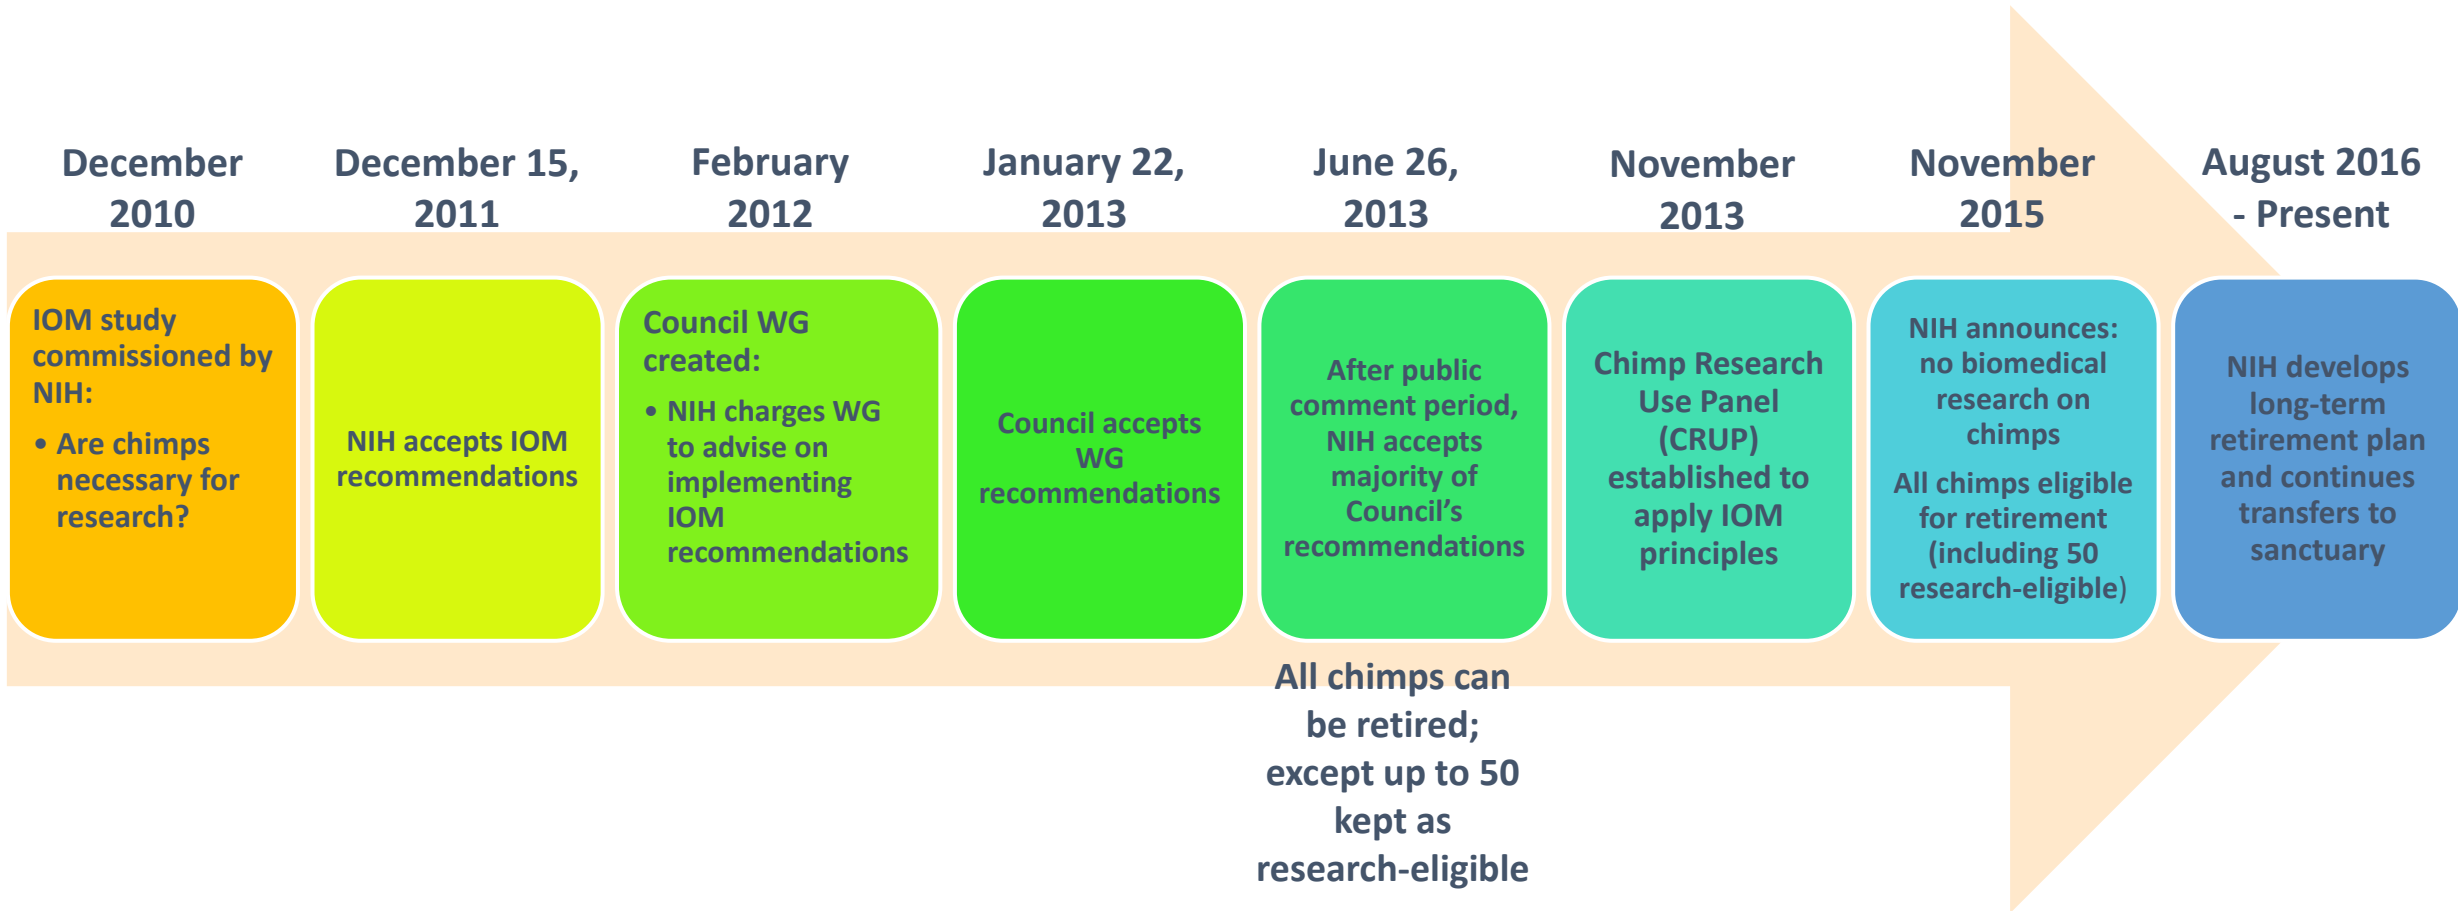 December
2010
December 15,
2011
February
2012
January 22,
2013
June 26,
2013
November
2013
November
2015
August 2016
- Present
IOM study
commissioned by
NIH:
• Are chimps
necessary for
research?
NIH accepts IOM
recommendations
Council WG
created:
• NIH charges WG
to advise on
implementing
IOM
recommendations
Council accepts
WG
recommendations
After public
comment period,
NIH accepts
majority of
Council’s
recommendations
Chimp Research
Use Panel
(CRUP)
established to
apply IOM
principles
NIH announces:
no biomedical
research on
chimps
All chimps eligible
for retirement
(including 50
research-eligible)
NIH develops
long-term
retirement plan
and continues
transfers to
sanctuary
All chimps can
be retired;
except up to 50
kept as
research-eligible